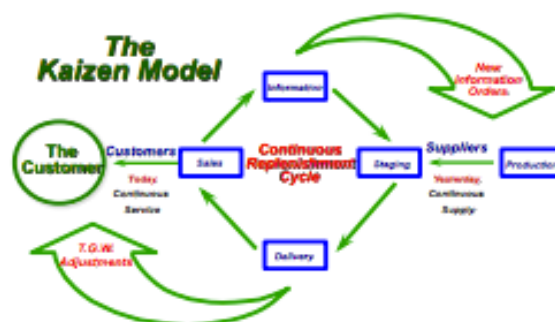 The
Kaizen Model
Information
New
Information
Orders.
The
Customer
Customers
Sales
Today,
Continuous
Service
Continuous
Replenishment
Cycle
Staging
Suppliers
Production
Yesterday,
Continuous
Supply
T.G.W.
Adjustments
Delivery